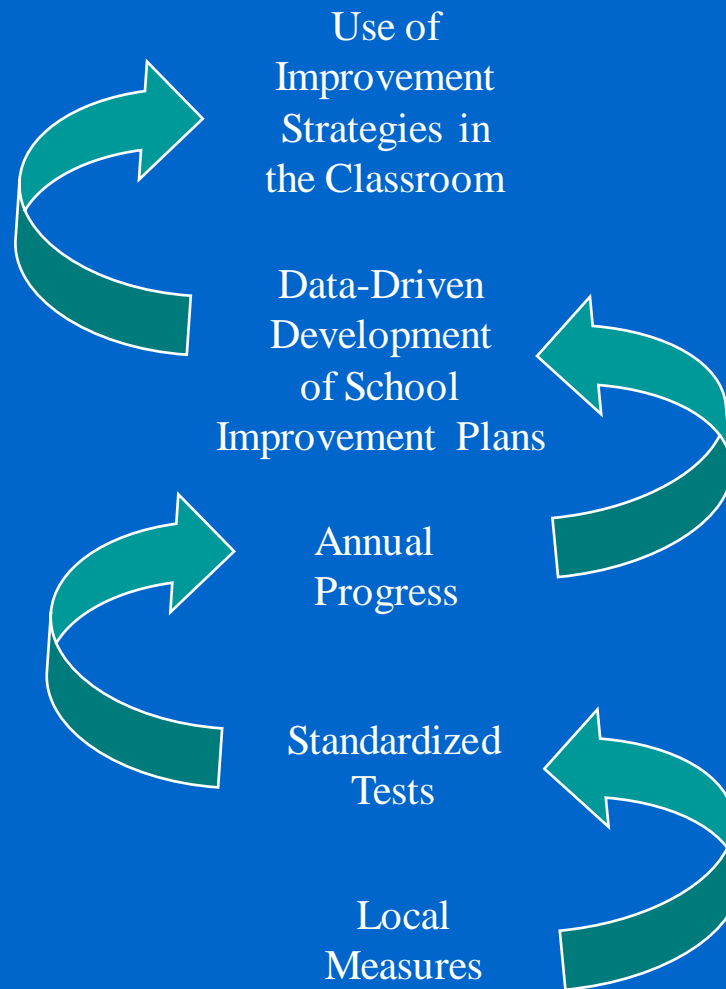 Use of
Improvement
Strategies in
the Classroom
Data-Driven
Development
of School
Improvement Plans
Annual
Progress
Standardized
Tests
Local
Measures